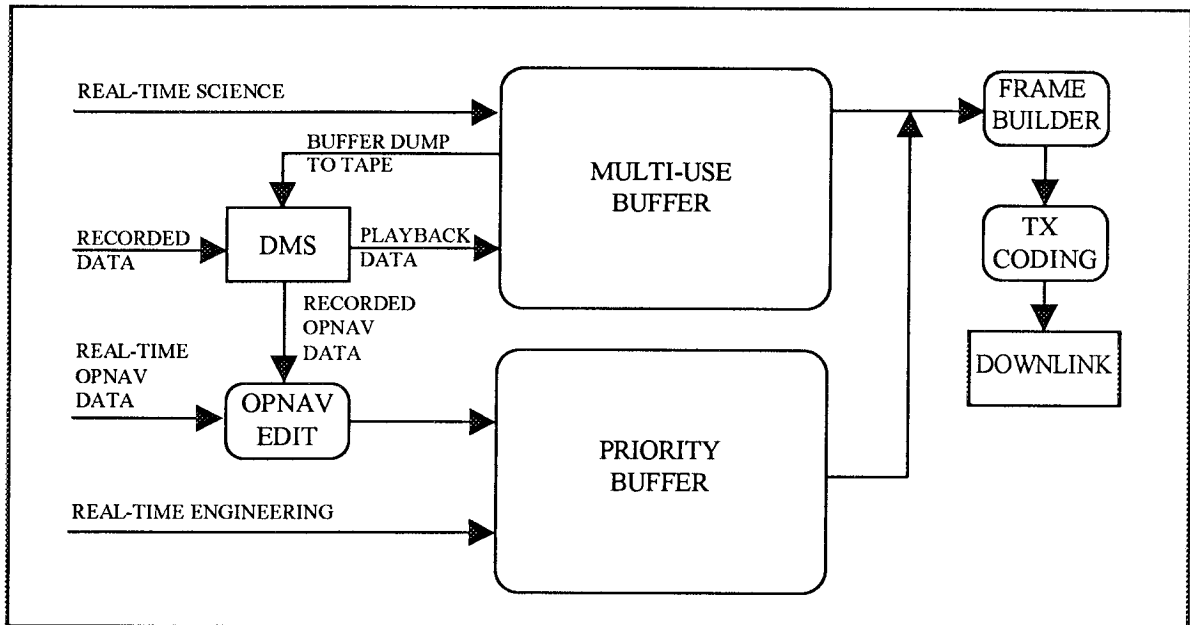 REAL-TIME SCIENCE
BUFFER DUMP
TO TAPE
MULTI-USE
BUFFER
FRAME
BUILDER
RECORDED
DATA
DMS
PLAYBACK
DATA
TX
CODING
RECORDED
OPNAV
DATA
REAL-TIME
OPNAV
DATA
OPNAV
EDIT
DOWNLINK
PRIORITY
BUFFER
REAL-TIME ENGINEERING